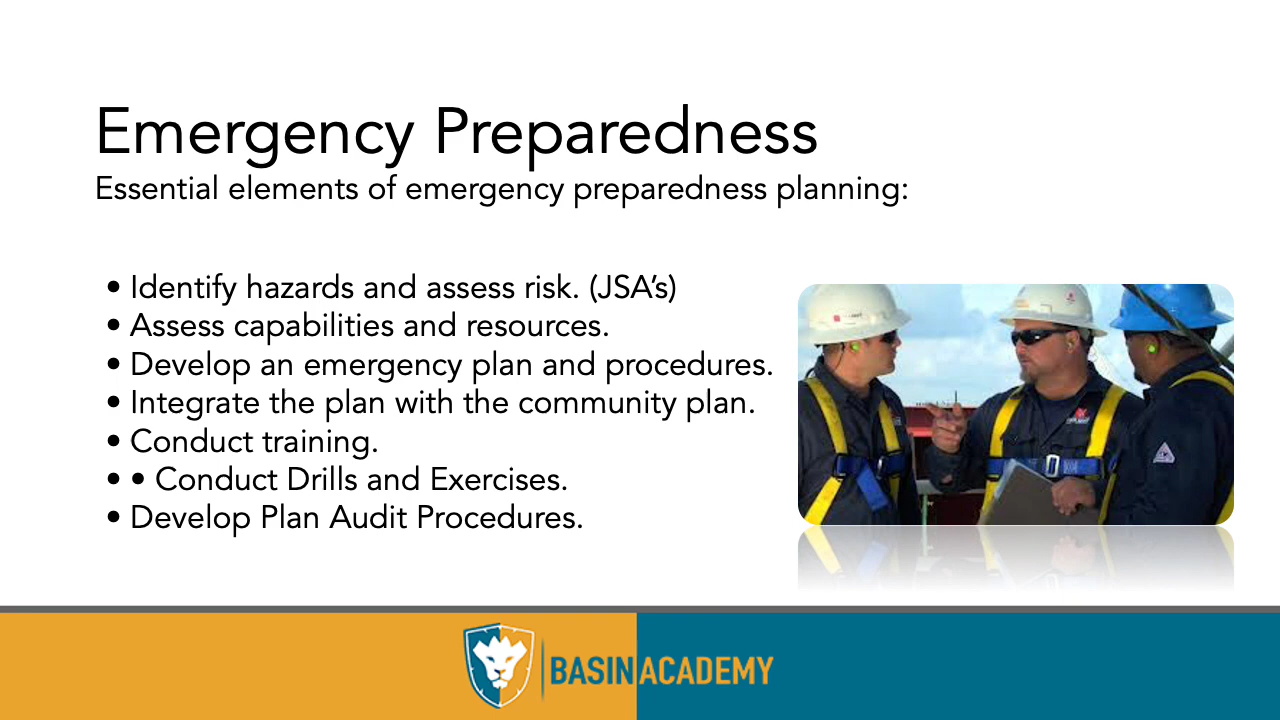 Emergency Preparedness
Essential elements of emergency preparedness planning:
• Identify hazards and assess risk. (JSA’s)
• Assess capabilities and resources.
• Develop an emergency plan and procedures.
• Integrate the plan with the community plan.
• Conduct training.
• • Conduct Drills and Exercises.
• Develop Plan Audit Procedures.
BASIN ACADEMY